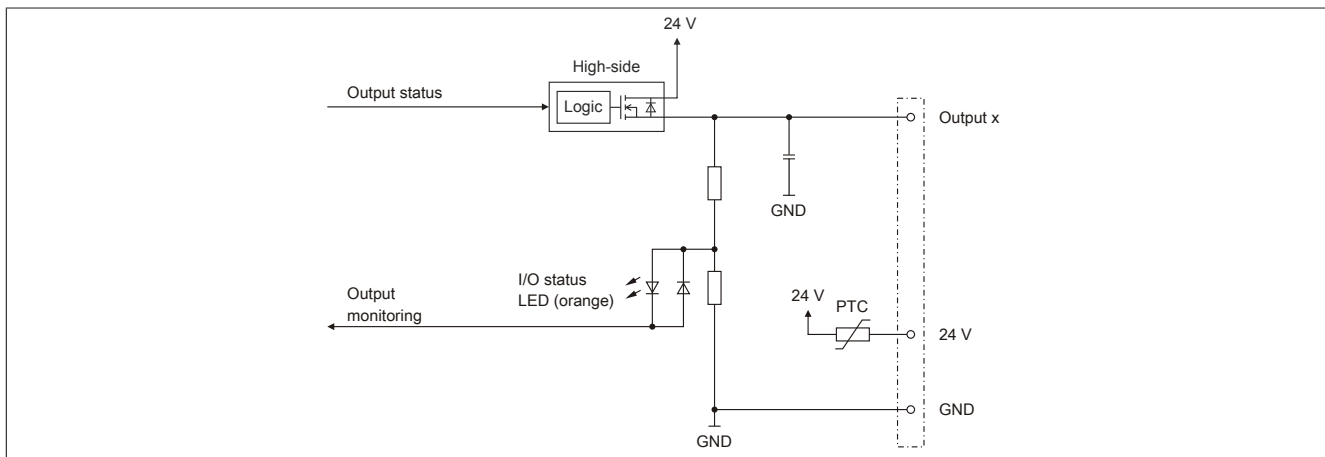 24 V
High-side
Output status
Logic
Output x
GND
I/O status
LED (orange)
Output
monitoring
24 V
PTC
24 V
GND
GND